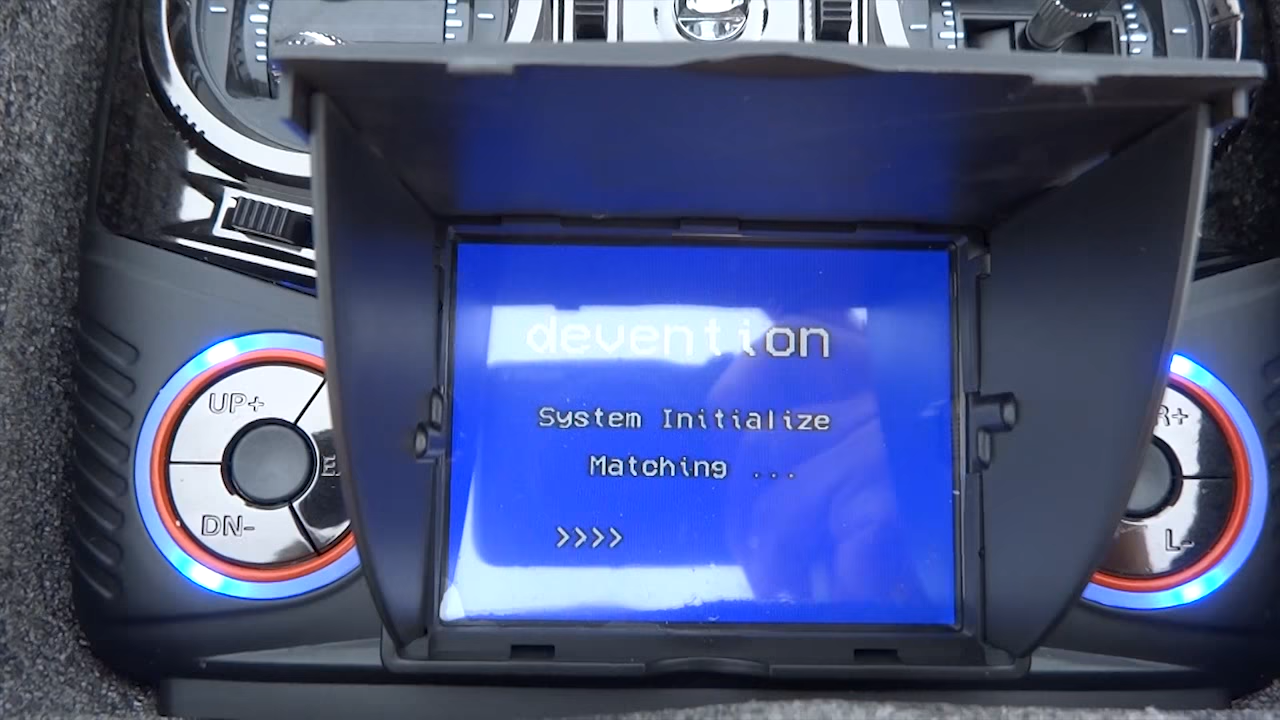 devention
System Initialize
Matching ...
>>>>
UP+
DN-
R+
L-